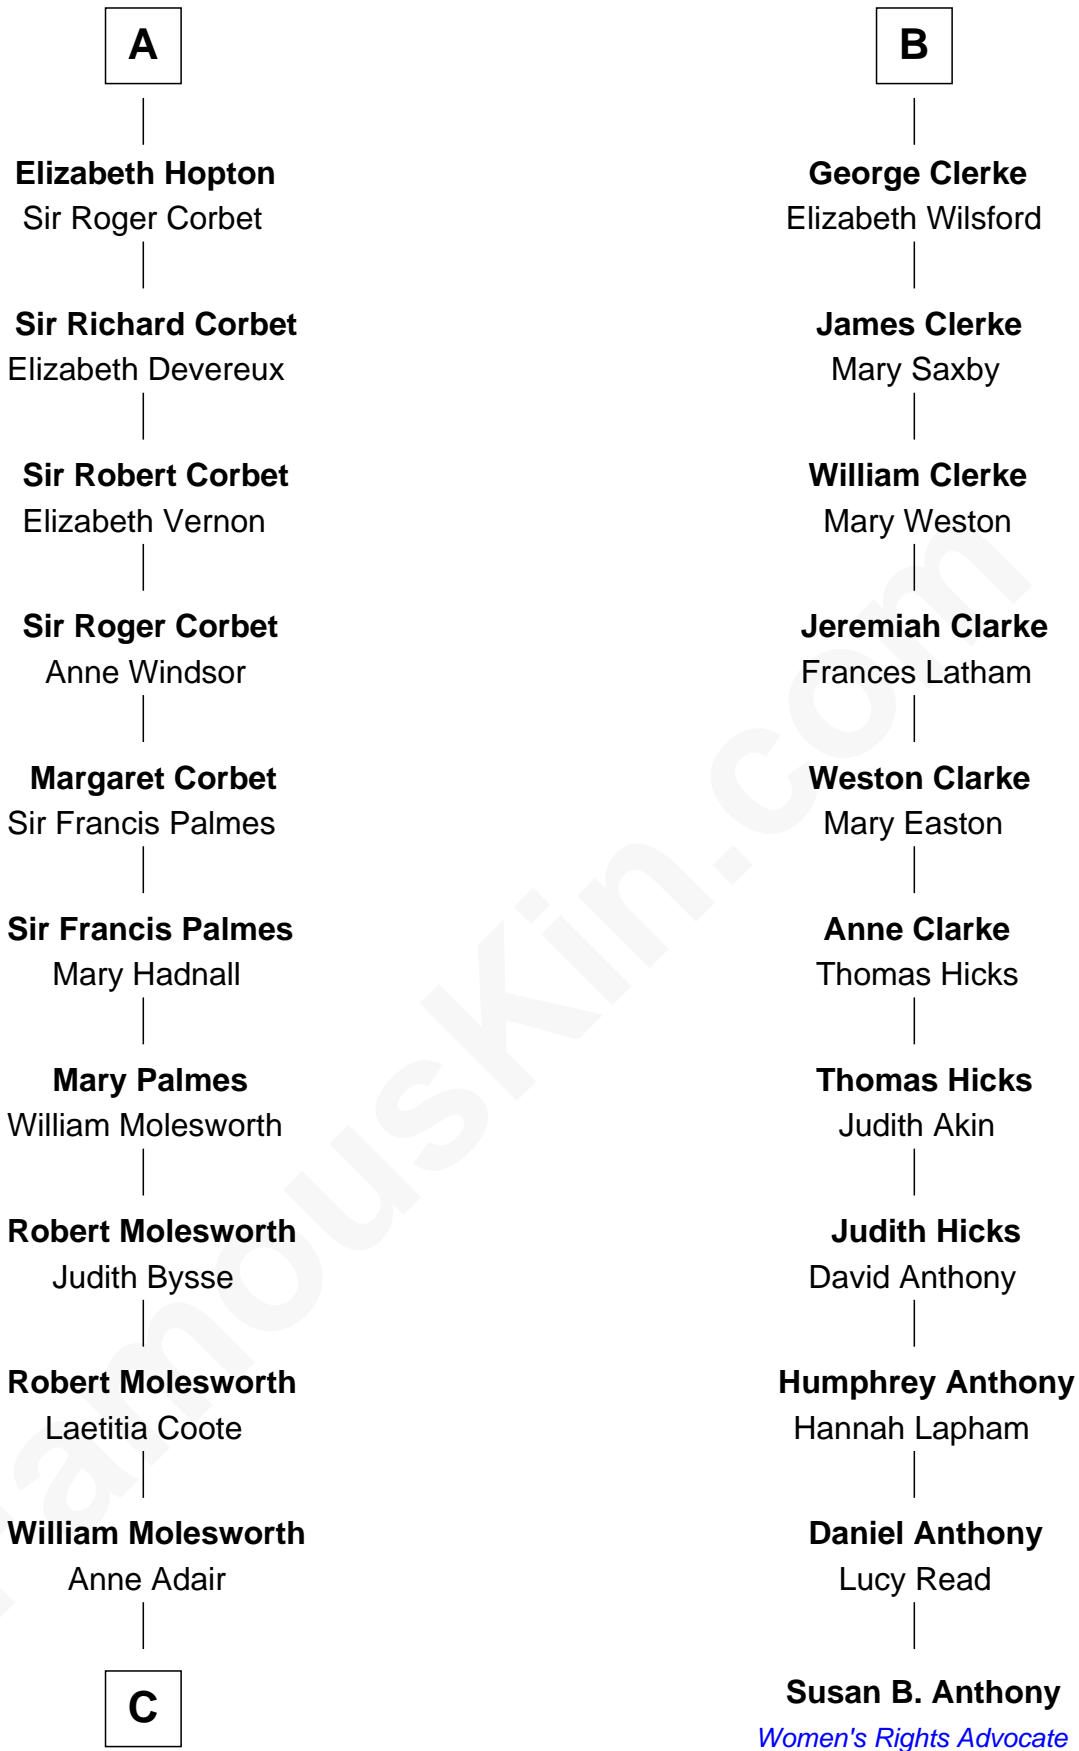 A
Elizabeth Hopton
Sir Roger Corbet
Sir Richard Corbet
Elizabeth Devereux
Sir Robert Corbet
Elizabeth Vernon
Sir Roger Corbet
Anne Windsor
Margaret Corbet
Sir Francis Palmes
Sir Francis Palmes
Mary Hadnall
Mary Palmes
William Molesworth
Robert Molesworth
Judith Bysse
Robert Molesworth
Laetitia Coote
William Molesworth
Anne Adair
C
B
George Clerke
Elizabeth Wilsford
James Clerke
Mary Saxby
William Clerke
Mary Weston
Jeremiah Clarke
Frances Latham
Weston Clarke
Mary Easton
Anne Clarke
Thomas Hicks
Thomas Hicks
Judith Akin
Judith Hicks
David Anthony
Humphrey Anthony
Hannah Lapham
Daniel Anthony
Lucy Read
Susan B. Anthony
Women's Rights Advocate
FamousKin.com